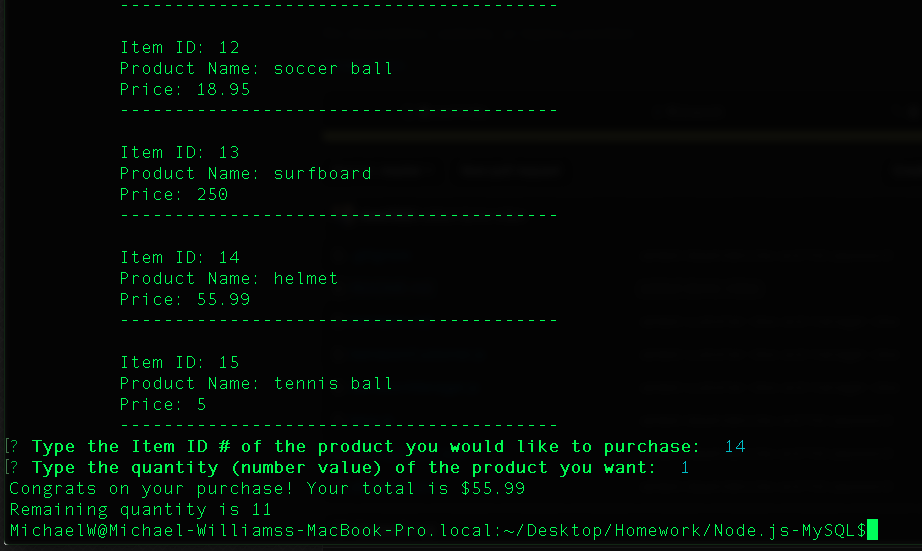 ----------------------------------------
Item ID: 12
Product Name: soccer ball
Price: 18.95
----------------------------------------
Item ID: 13
Product Name: surfboard
Price: 250
----------------------------------------
Item ID: 14
Product Name: helmet
Price: 55.99
----------------------------------------
Item ID: 15
Product Name: tennis ball
Price: 5
----------------------------------------
[? Type the Item ID # of the product you would like to purchase:  14
[? Type the quantity (number value) of the product you want:  1
Congrats on your purchase! Your total is $55.99
Remaining quantity is 11
MichaelW@Michael-Williamss-MacBook-Pro.local:~/Desktop/Homework/Node.js-MySQL$